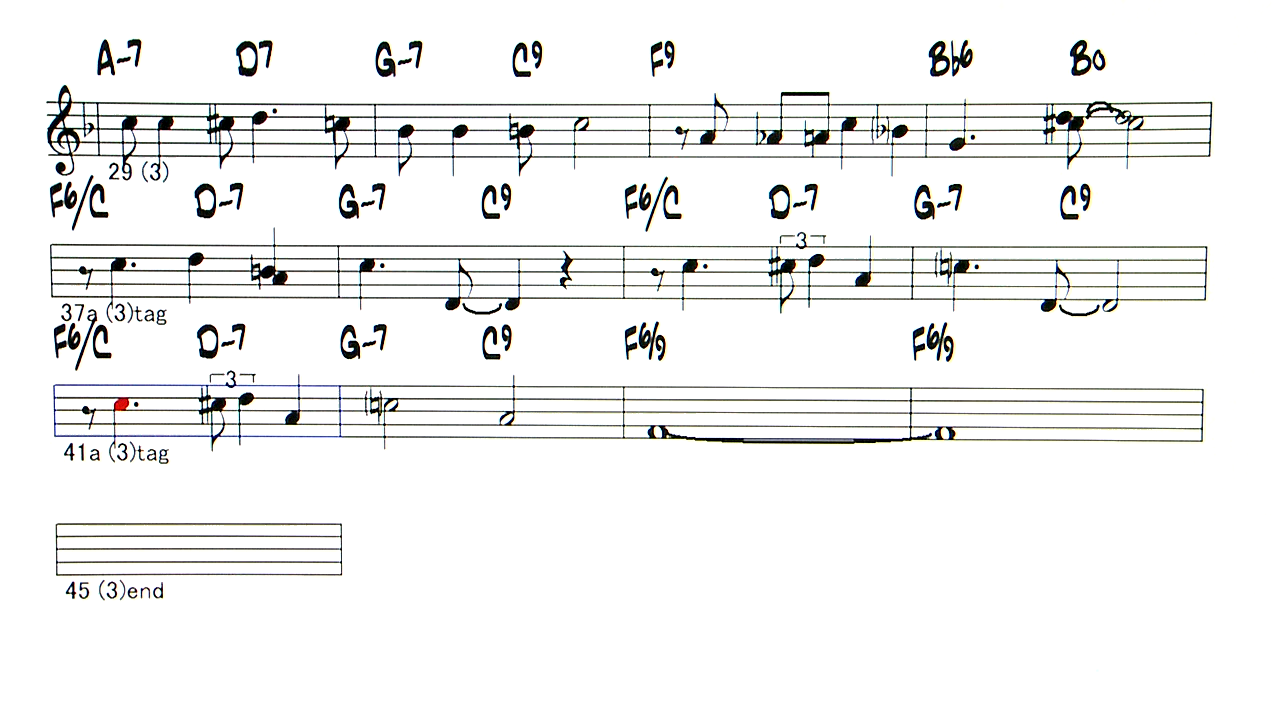 A-7 D7 G-7 C9 F9 Bb6 Bo
29 (3)
F6/C D-7 G-7 C9 F6/C D-7 G-7 C9
3
37a (3)tag
F6/C D-7 G-7 C9 F6/9 F6/9
3
41a (3)tag
45 (3)end